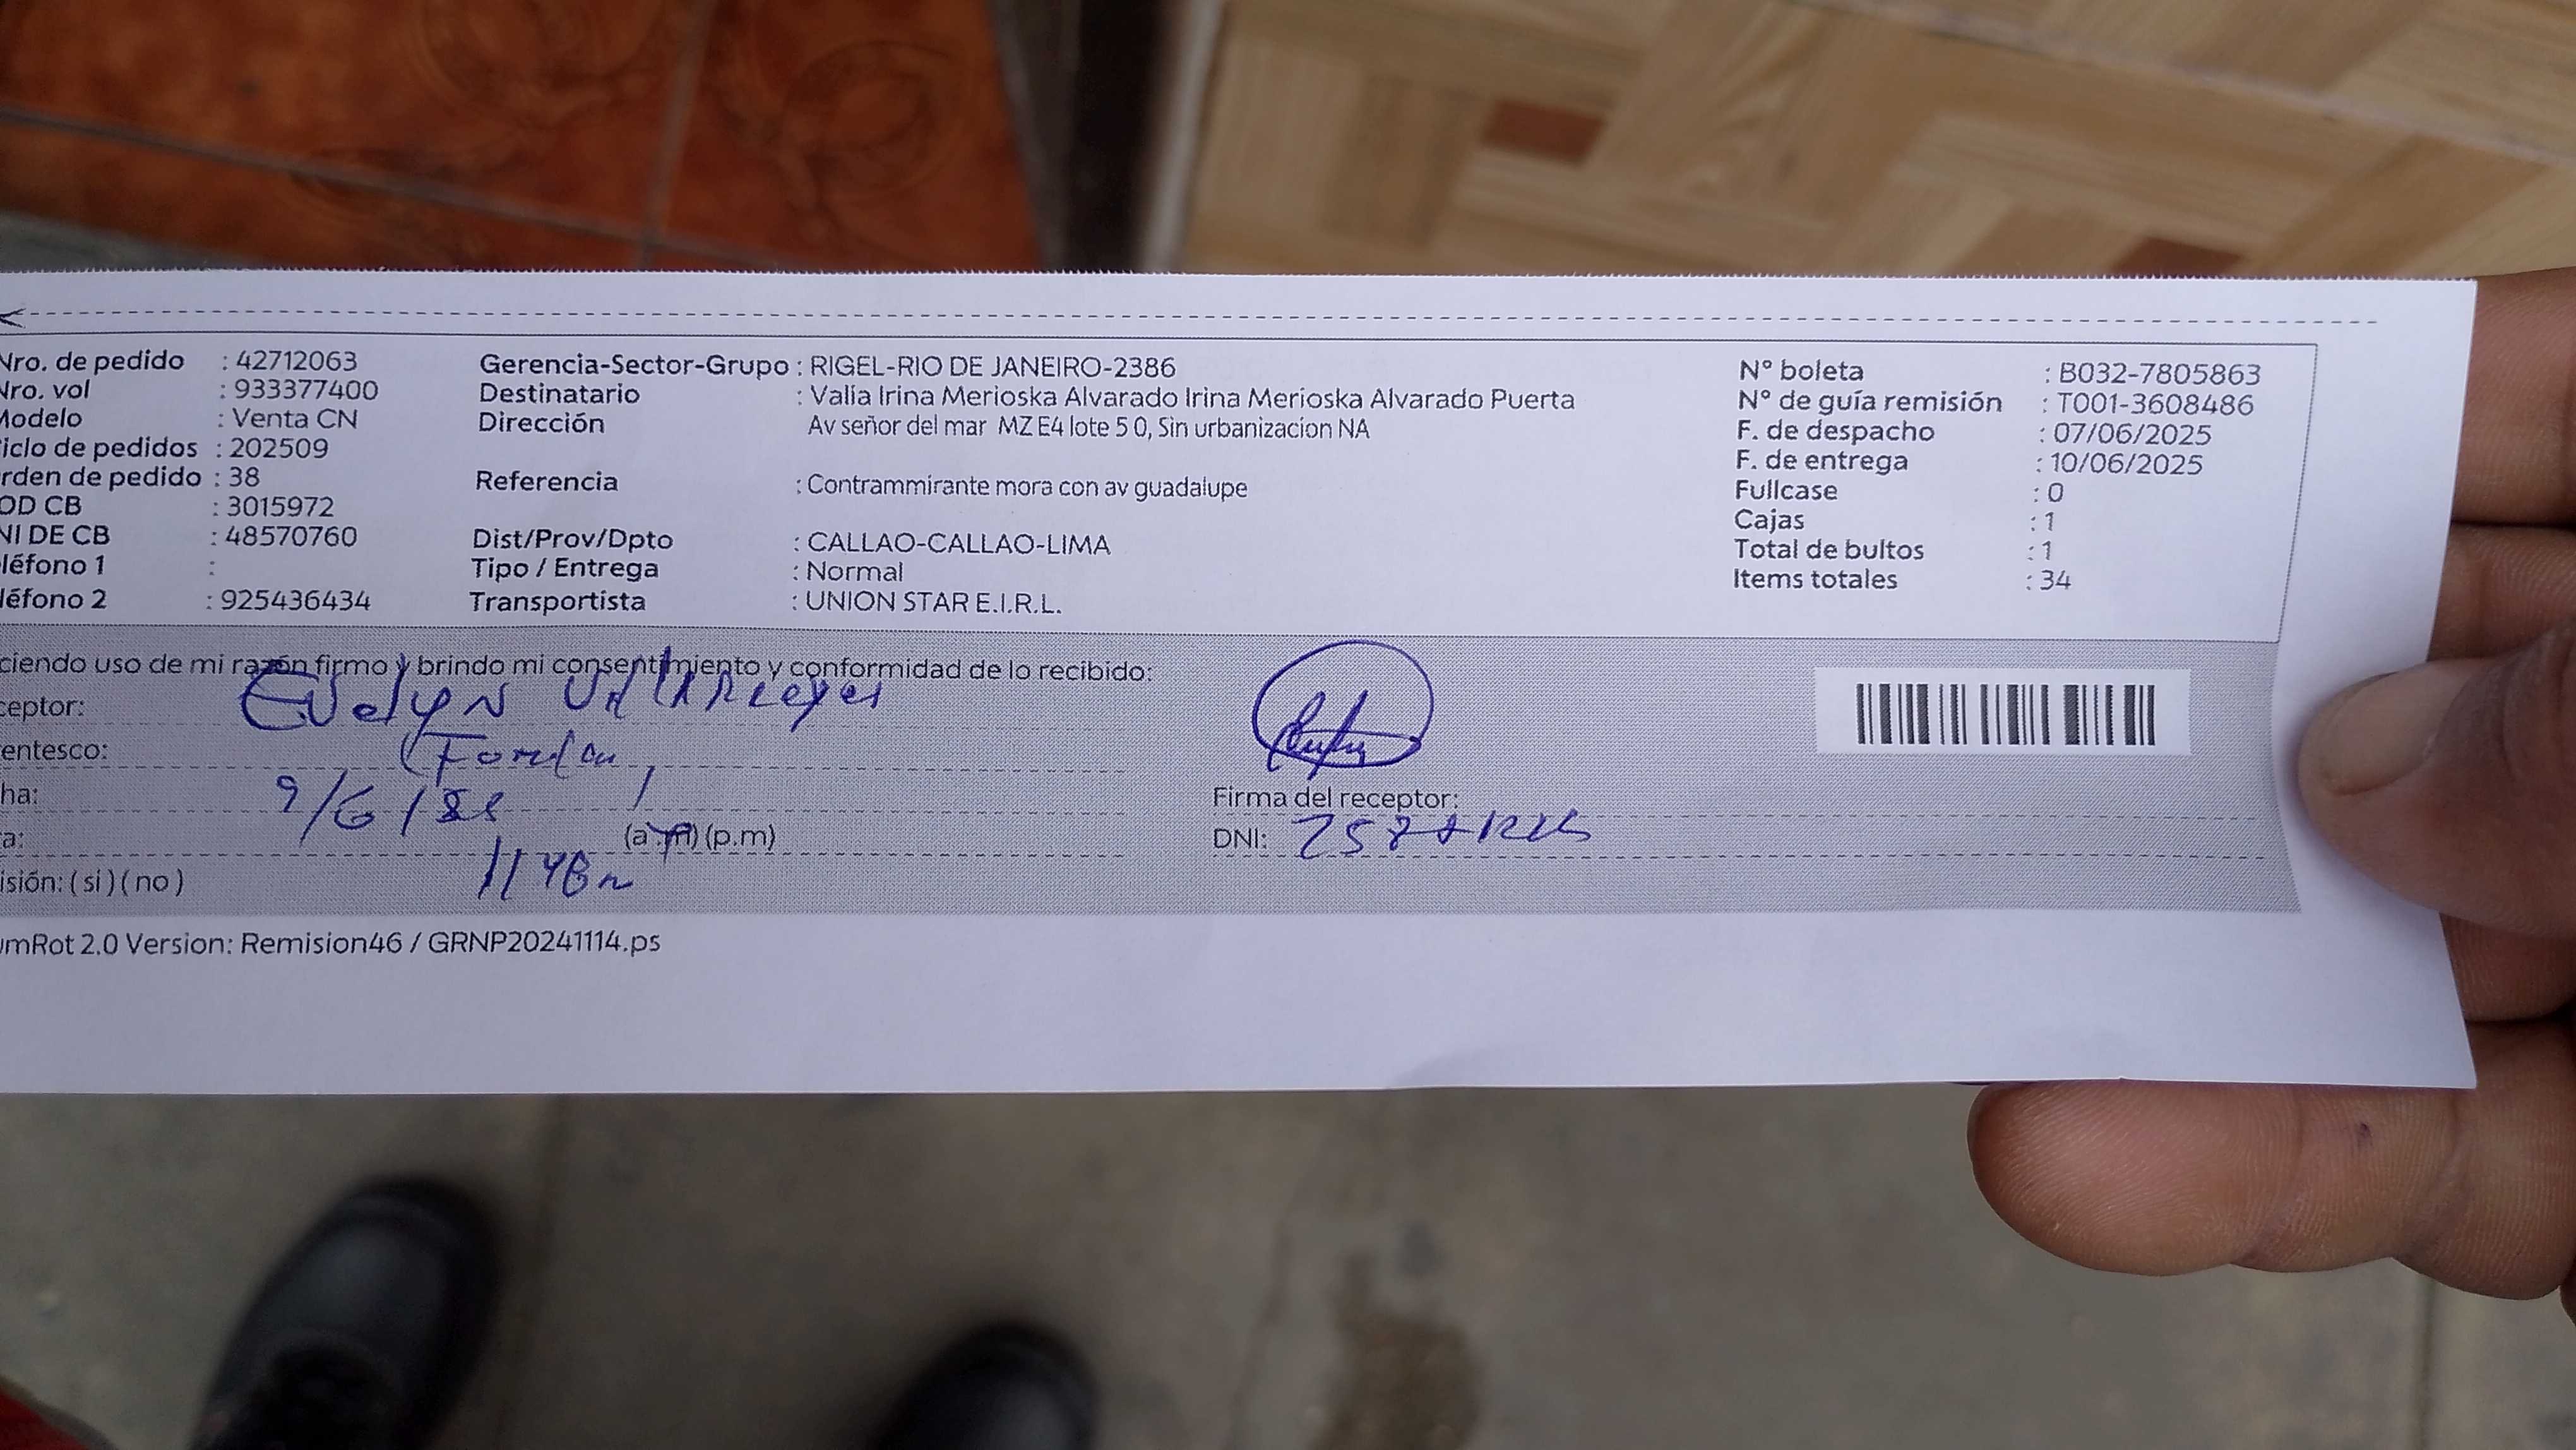 Nro. de pedido : 42712063
Nro. vol : 933377400
Modelo : Venta CN
iclo de pedidos : 202509
rden de pedido : 38
OD CB : 3015972
NI DE CB : 48570760
léfono 1 :
léfono 2 : 925436434
Gerencia-Sector-Grupo : RIGEL-RIO DE JANEIRO-2386
Destinatario : Valia Irina Merioska Alvarado Irina Merioska Alvarado Puerta
Dirección Av señor del mar MZ E4 lote 5 0, Sin urbanizacion NA
Referencia : Contrammirante mora con av guadalupe
Dist/Prov/Dpto : CALLAO-CALLAO-LIMA
Tipo / Entrega : Normal
Transportista : UNION STAR E.I.R.L.
N° boleta : B032-7805863
N° de guía remisión : T001-3608486
F. de despacho : 07/06/2025
F. de entrega : 10/06/2025
Fullcase : 0
Cajas : 1
Total de bultos : 1
Items totales : 34
ciendo uso de mi razón firmo y brindo mi consentimiento y conformidad de lo recibido:
ceptor: Evelyn
entesco:
ha: 9/6/
a: (a.m) (p.m)
isión: ( si ) ( no )
Firma del receptor:
DNI:
umRot 2.0 Version: Remision46 / GRNP20241114.ps